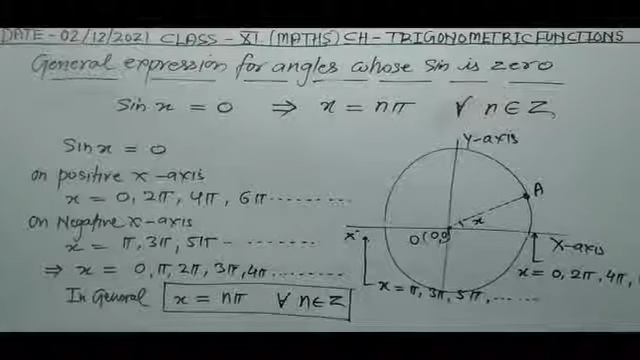 DATE - 02/12/2021 CLASS - XI (MATHS) CH - TRIGONOMETRIC FUNCTIONS
General expression for angles whose Sin is zero
Sin x = 0 ⇒ x = nπ ∀ n ∈ Z,
Sin x = 0
on positive x-axis
x = 0, 2π, 4π, 6π ........
on Negative x-axis
x = π, 3π, 5π - ........
⇒ x = 0, π, 2π, 3π, 4π ........
In General x = nπ ∀ n ∈ Z
Y-axis
A
x
O(0,0)
X-axis
x = 0, 2π, 4π,
x = π, 3π, 5π, ......